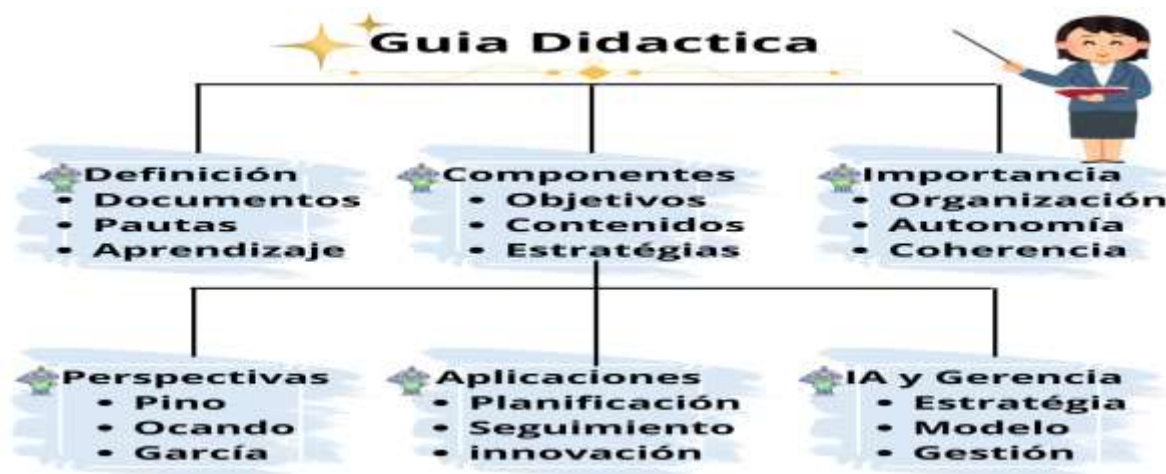 Guia Didactica
Definición
• Documentos
• Pautas
• Aprendizaje
Componentes
• Objetivos
• Contenidos
• Estratégias
Importancia
• Organización
• Autonomía
• Coherencia
Perspectivas
• Pino
• Ocando
• García
Aplicaciones
• Planificación
• Seguimiento
• innovación
IA y Gerencia
• Estratégia
• Modelo
• Gestión